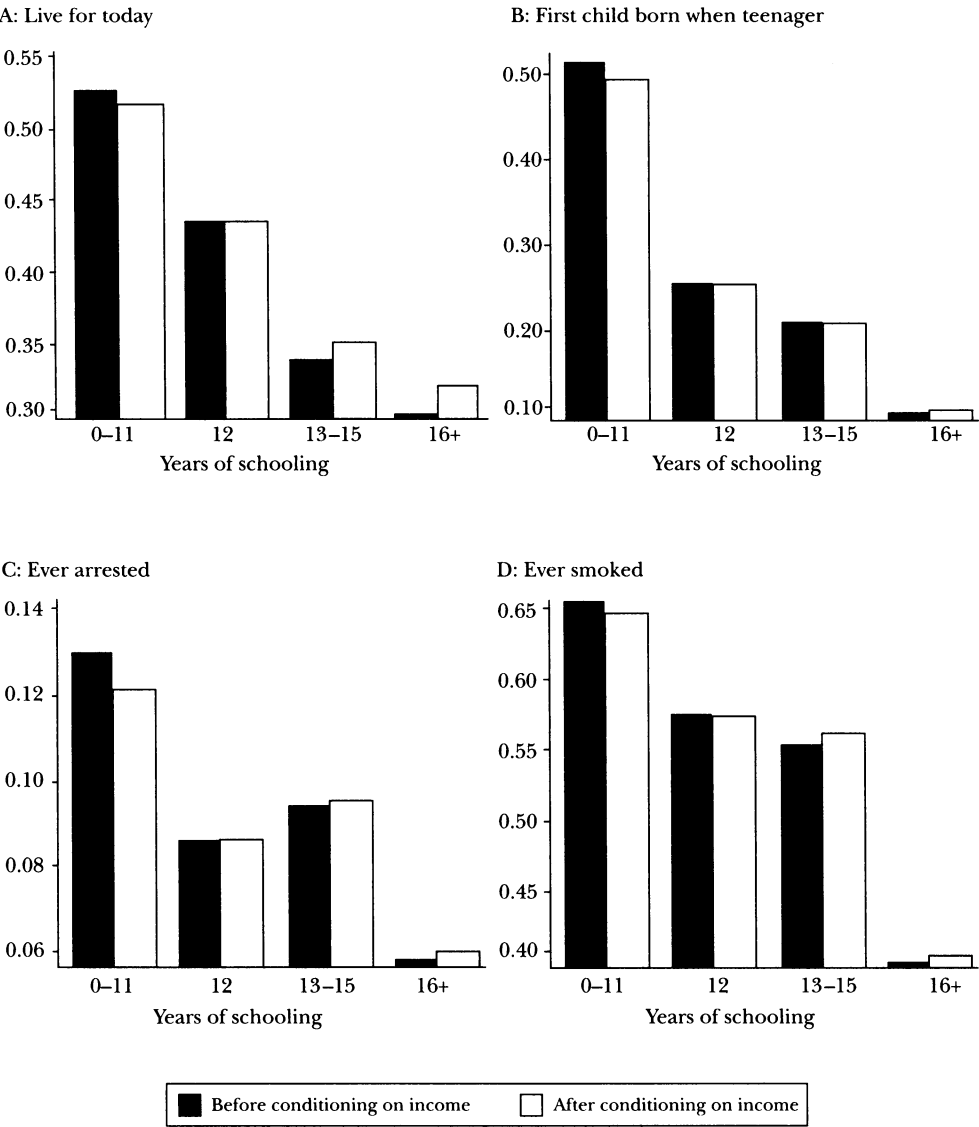 A: Live for today
0.55
0.50
0.45
0.40
0.35
0.30
0–11 12 13–15 16+
Years of schooling
B: First child born when teenager
0.50
0.40
0.30
0.20
0.10
0–11 12 13–15 16+
Years of schooling
C: Ever arrested
0.14
0.12
0.10
0.08
0.06
0–11 12 13–15 16+
Years of schooling
D: Ever smoked
0.65
0.60
0.55
0.50
0.45
0.40
0–11 12 13–15 16+
Years of schooling
Before conditioning on income After conditioning on income